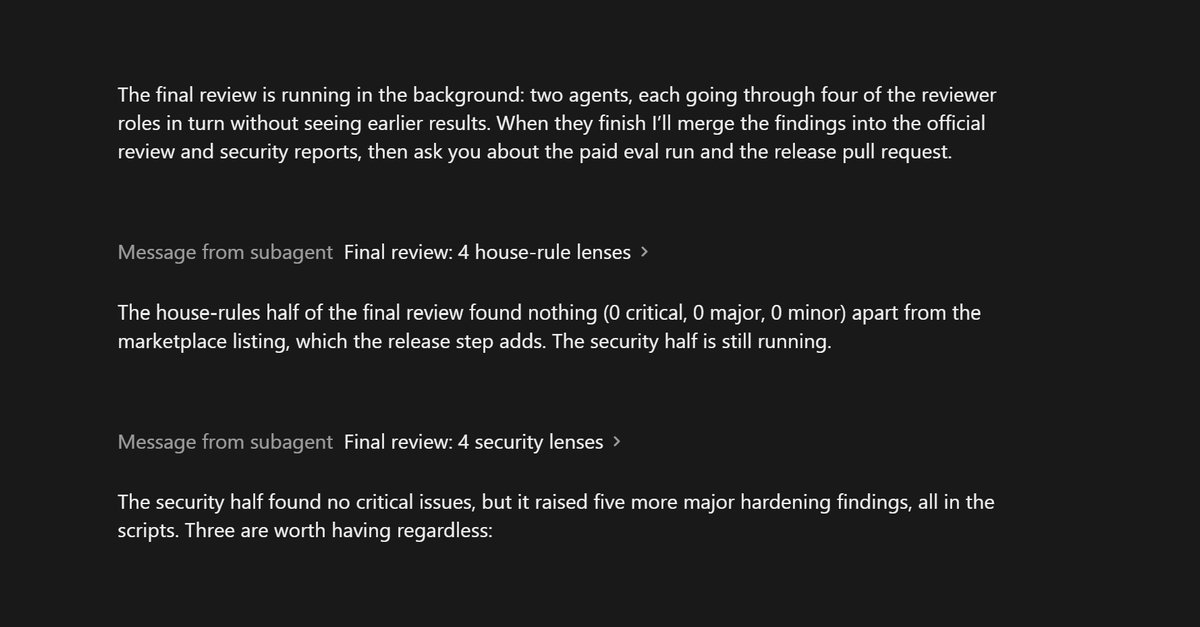 The final review is running in the background: two agents, each going through four of the reviewer
roles in turn without seeing earlier results. When they finish I’ll merge the findings into the official
review and security reports, then ask you about the paid eval run and the release pull request.
Message from subagent Final review: 4 house-rule lenses >
The house-rules half of the final review found nothing (0 critical, 0 major, 0 minor) apart from the
marketplace listing, which the release step adds. The security half is still running.
Message from subagent Final review: 4 security lenses >
The security half found no critical issues, but it raised five more major hardening findings, all in the
scripts. Three are worth having regardless: